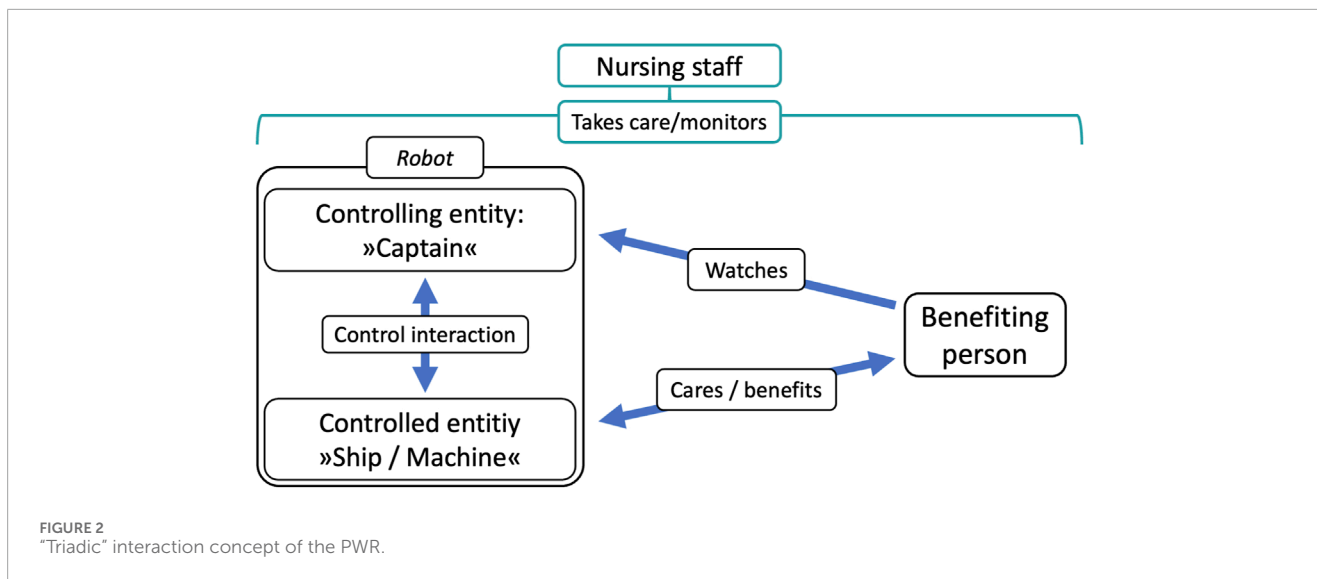 Nursing staff
Takes care/monitors
Robot
Controlling entity:
»Captain«
Watches
Control interaction
Benefiting
person
Cares / benefits
Controlled entitiy
»Ship / Machine«
FIGURE 2
"Triadic" interaction concept of the PWR.